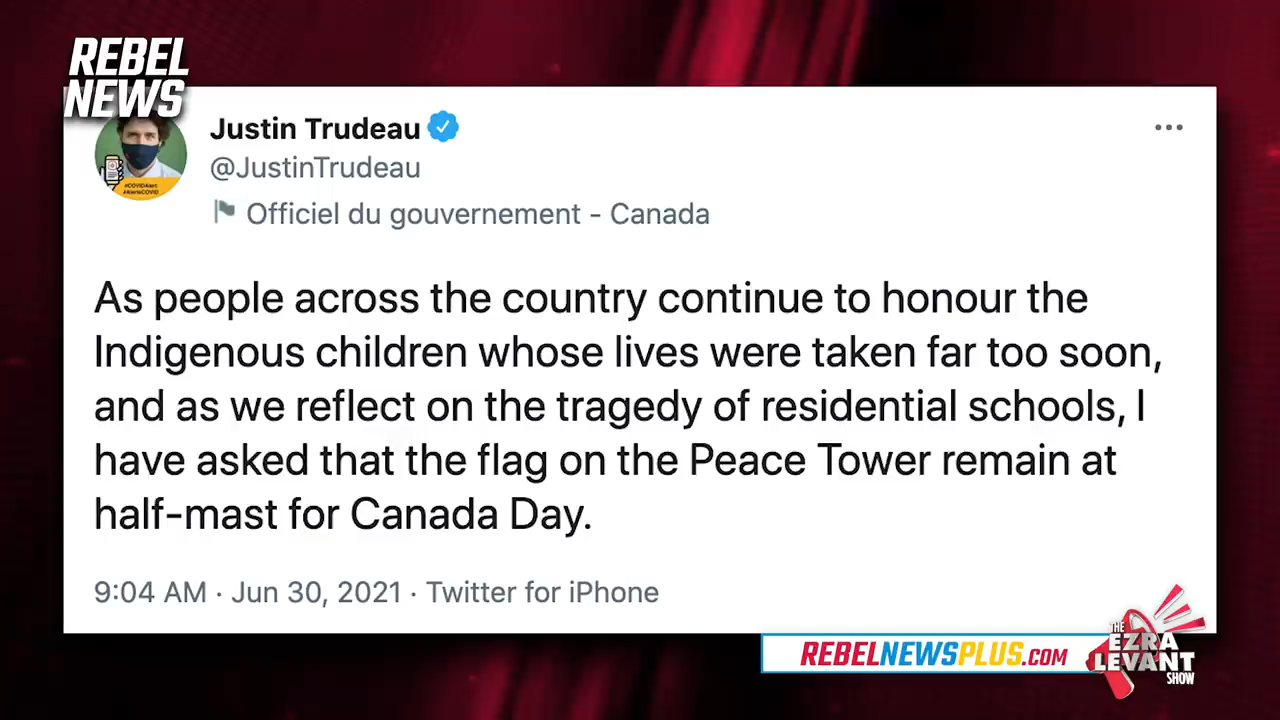 REBEL
NEWS
Justin Trudeau
@JustinTrudeau
Officiel du gouvernement - Canada
#COVIDAlert
#AlerteCOVID
As people across the country continue to honour the
Indigenous children whose lives were taken far too soon,
and as we reflect on the tragedy of residential schools, I
have asked that the flag on the Peace Tower remain at
half-mast for Canada Day.
9:04 AM · Jun 30, 2021 · Twitter for iPhone
REBELNEWSPLUS.COM
THE
EZRA
LEVANT
SHOW